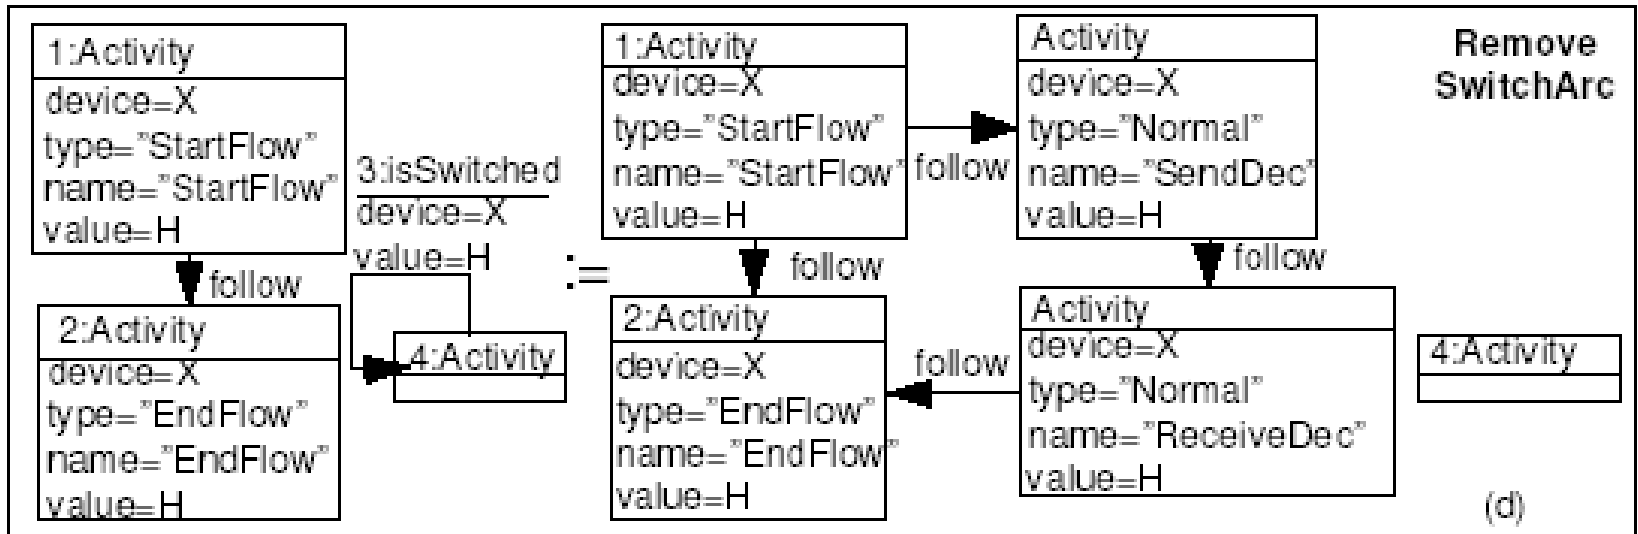 1:Activity
device=X
type="StartFlow"
name="StartFlow"
value=H
follow
2:Activity
device=X
type="EndFlow"
name="EndFlow"
value=H
3:isSwitched
device=X
value=H
4:Activity
:=
1:Activity
device=X
type="StartFlow"
name="StartFlow"
value=H
follow
follow
2:Activity
device=X
type="EndFlow"
name="EndFlow"
value=H
Activity
device=X
type="Normal"
name="SendDec"
value=H
follow
Activity
device=X
type="Normal"
name="ReceiveDec"
value=H
follow
4:Activity
Remove
SwitchArc
(d)